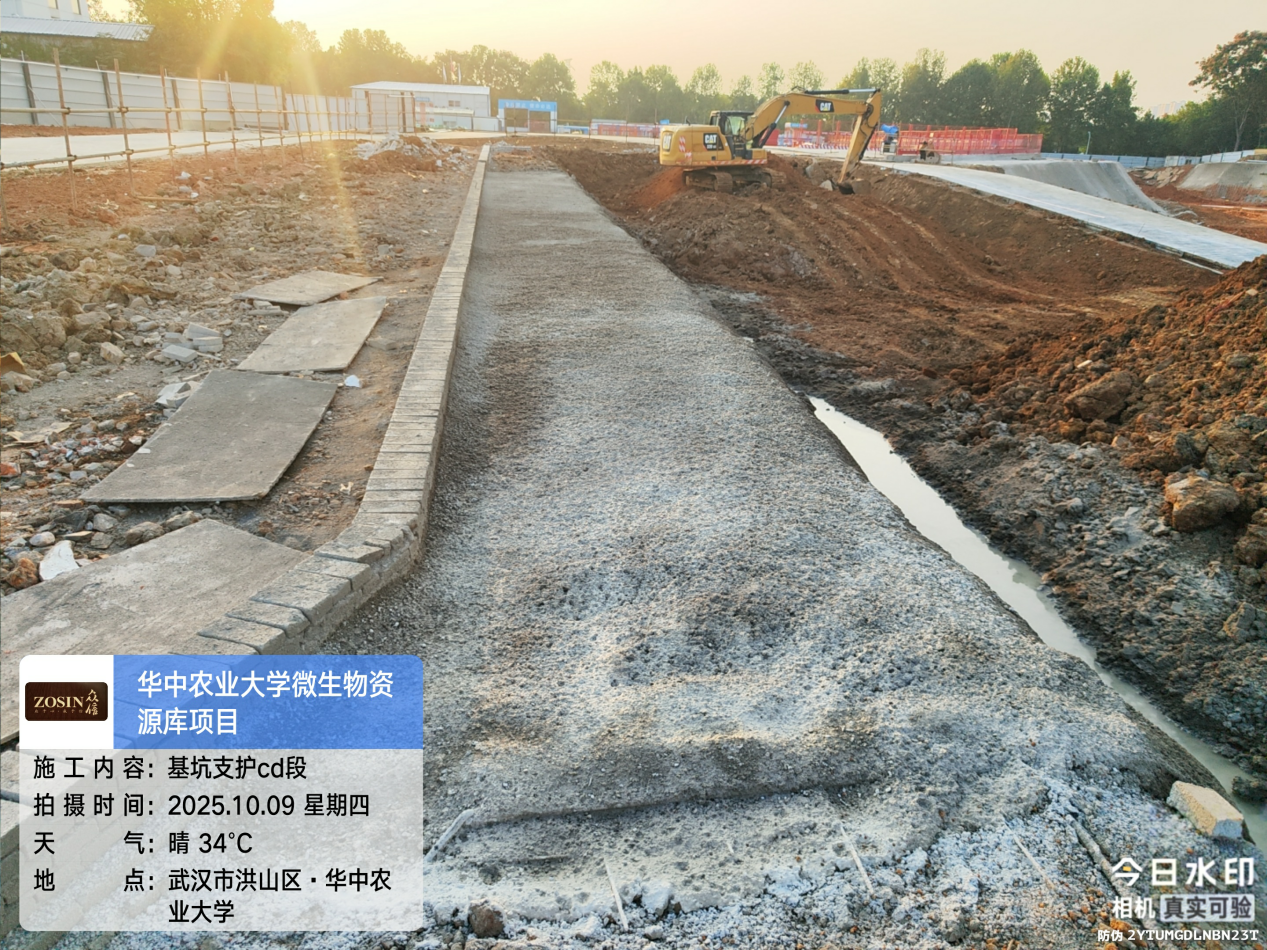 CAT
CAT
ZOSIN 众信
华中农业大学微生物资
源库项目
施工内容：基坑支护cd段
拍摄时间：2025.10.09 星期四
天气：晴 34°C
地点：武汉市洪山区·华中农
业大学
今日水印
相机 真实可验
防伪 2YTUMGDLNBN23T